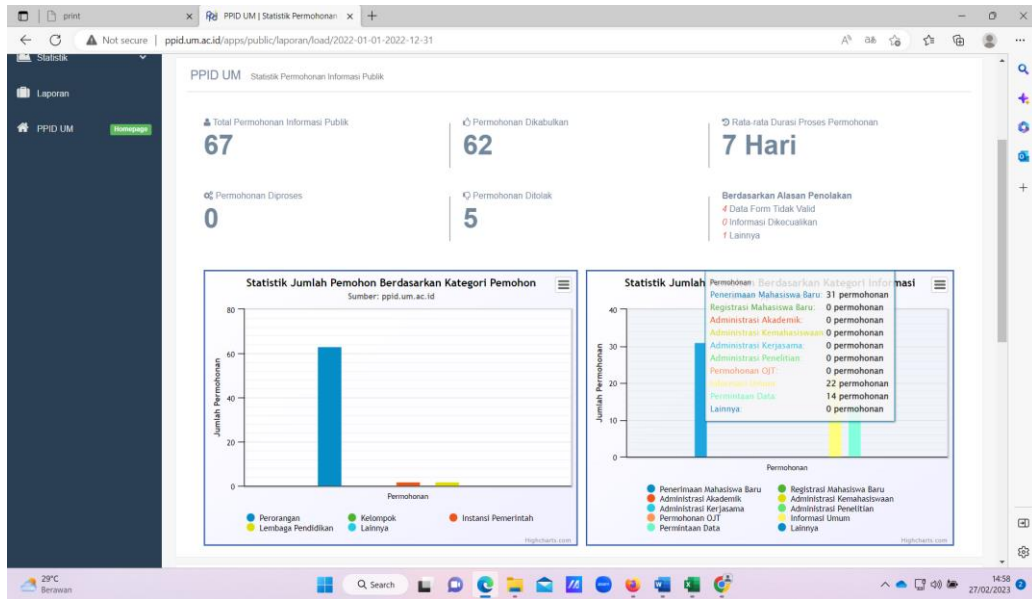 print
PPID UM | Statistik Permohonan
Not secure
ppid.um.ac.id/apps/public/laporan/load/2022-01-01-2022-12-31
Statistik
Laporan
PPID UM
Homepage
PPID UM Statistik Permohonan Informasi Publik
Total Permohonan Informasi Publik
67
Permohonan Dikabulkan
62
Rata-rata Durasi Proses Permohonan
7 Hari
Permohonan Diproses
0
Permohonan Ditolak
5
Berdasarkan Alasan Penolakan
4 Data Form Tidak Valid
0 Informasi Dikecualikan
1 Lainnya
Statistik Jumlah Pemohon Berdasarkan Kategori Pemohon
Sumber: ppid.um.ac.id
Jumlah Permohonan
80
60
40
20
0
Permohonan
Perorangan
Kelompok
Instansi Pemerintah
Lembaga Pendidikan
Lainnya
Highcharts.com
Statistik Jumlah Permohonan Berdasarkan Kategori Informasi
Permohonan
Penerimaan Mahasiswa Baru: 31 permohonan
Registrasi Mahasiswa Baru: 0 permohonan
Administrasi Akademik: 0 permohonan
Administrasi Kemahasiswaan: 0 permohonan
Administrasi Kerjasama: 0 permohonan
Administrasi Penelitian: 0 permohonan
Permohonan OJT: 0 permohonan
Informasi Umum: 22 permohonan
Permintaan Data: 14 permohonan
Lainnya: 0 permohonan
Jumlah Permohonan
40
30
20
10
0
Permohonan
Penerimaan Mahasiswa Baru
Registrasi Mahasiswa Baru
Administrasi Akademik
Administrasi Kemahasiswaan
Administrasi Kerjasama
Administrasi Penelitian
Permohonan OJT
Informasi Umum
Permintaan Data
Lainnya
Highcharts.com
29°C
Berawan
Search
14:58
27/02/2023
2